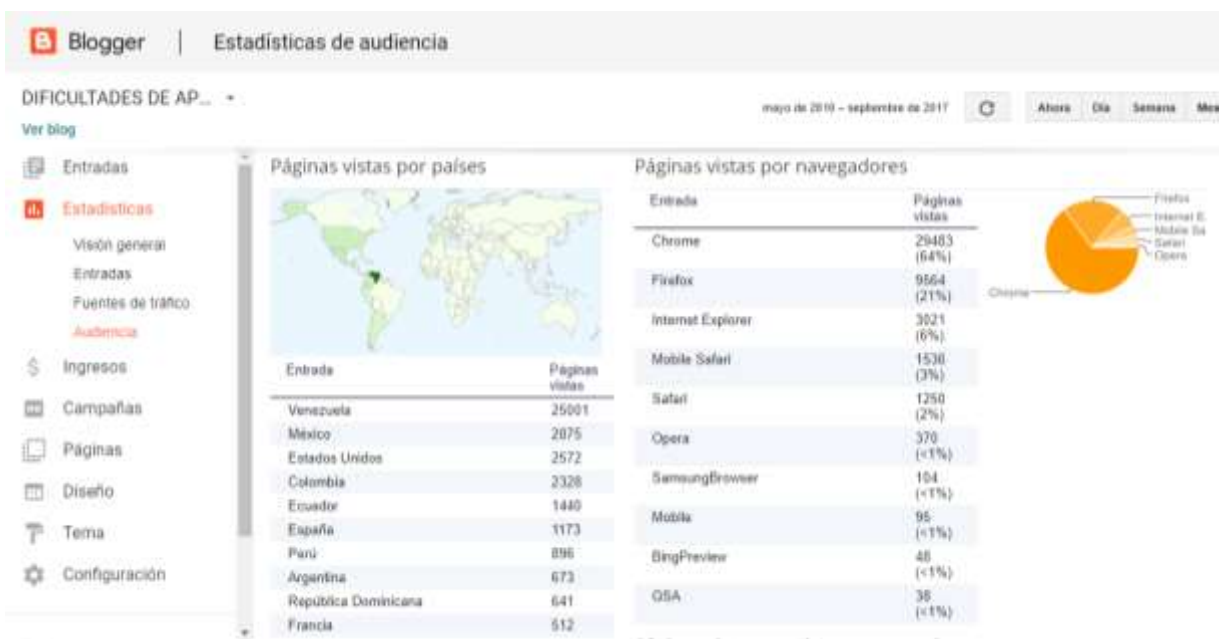 Blogger | Estadísticas de audiencia
DIFICULTADES DE AP...
mayo de 2010 – septiembre de 2017 Ahora Día Semana Mes
Ver blog
Entradas
Estadísticas
Visión general
Entradas
Fuentes de tráfico
Audiencia
Ingresos
Campañas
Páginas
Diseño
Tema
Configuración
Páginas vistas por países
Entrada Páginas
vistas
Venezuela 25001
México 2875
Estados Unidos 2572
Colombia 2328
Ecuador 1440
España 1173
Perú 896
Argentina 673
República Dominicana 641
Francia 512
Páginas vistas por navegadores
Entrada Páginas
vistas
Chrome 29483
(64%)
Firefox 9564
(21%)
Internet Explorer 3021
(6%)
Mobile Safari 1536
(3%)
Safari 1250
(2%)
Opera 370
(<1%)
SamsungBrowser 104
(<1%)
Mobile 95
(<1%)
BingPreview 48
(<1%)
GSA 38
(<1%)
Firefox
Internet E
Mobile Sa
Safari
Opera
Chrome